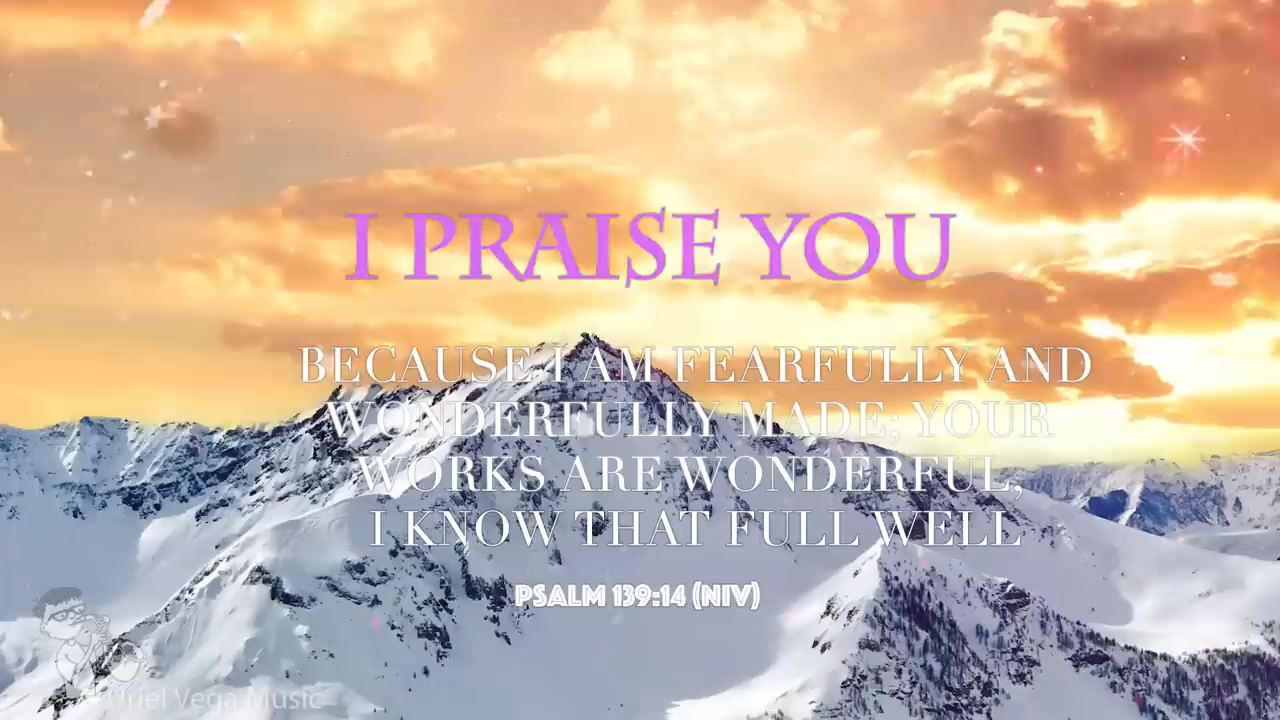 I PRAISE YOU
BECAUSE I AM FEARFULLY AND
WONDERFULLY MADE; YOUR
WORKS ARE WONDERFUL,
I KNOW THAT FULL WELL
PSALM 139:14 (NIV)
Uriel Vega Music